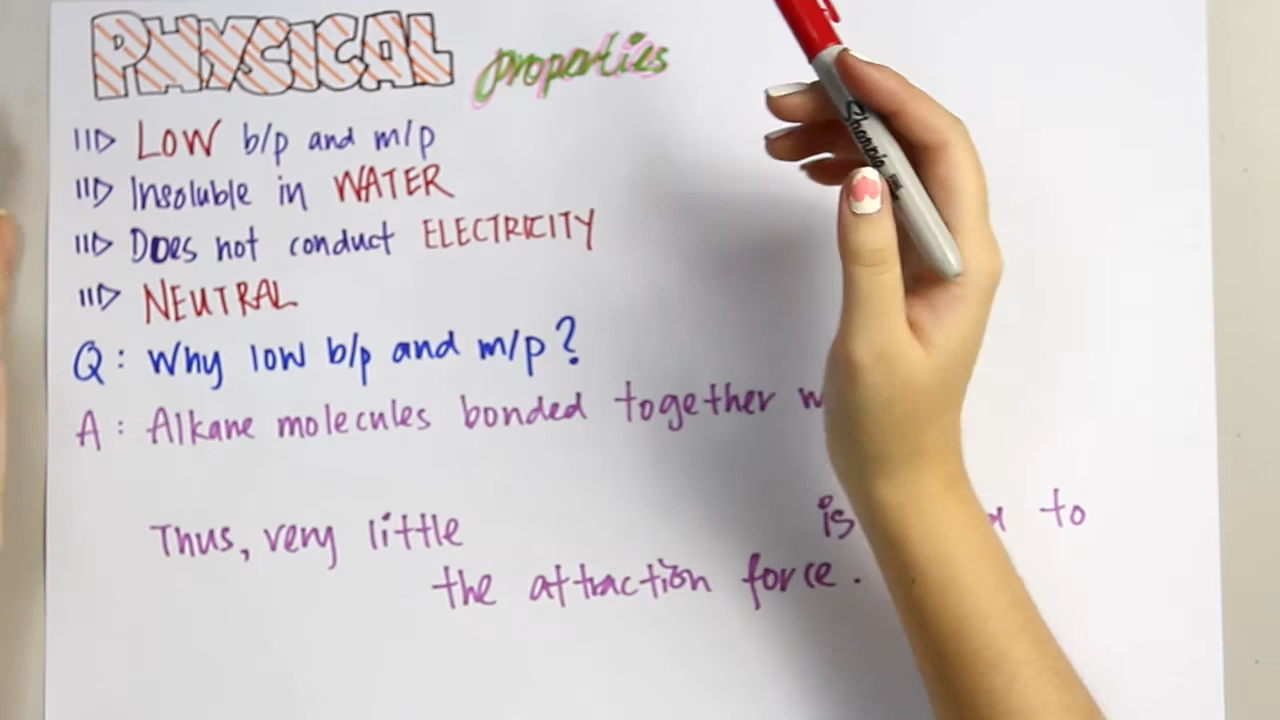 PHYSICAL properties
LOW b/p and m/p
Insoluble in WATER
Does not conduct ELECTRICITY
NEUTRAL
Q: Why low b/p and m/p?
A: Alkane molecules bonded together
Thus, very little is to
the attraction force.
Sharpie